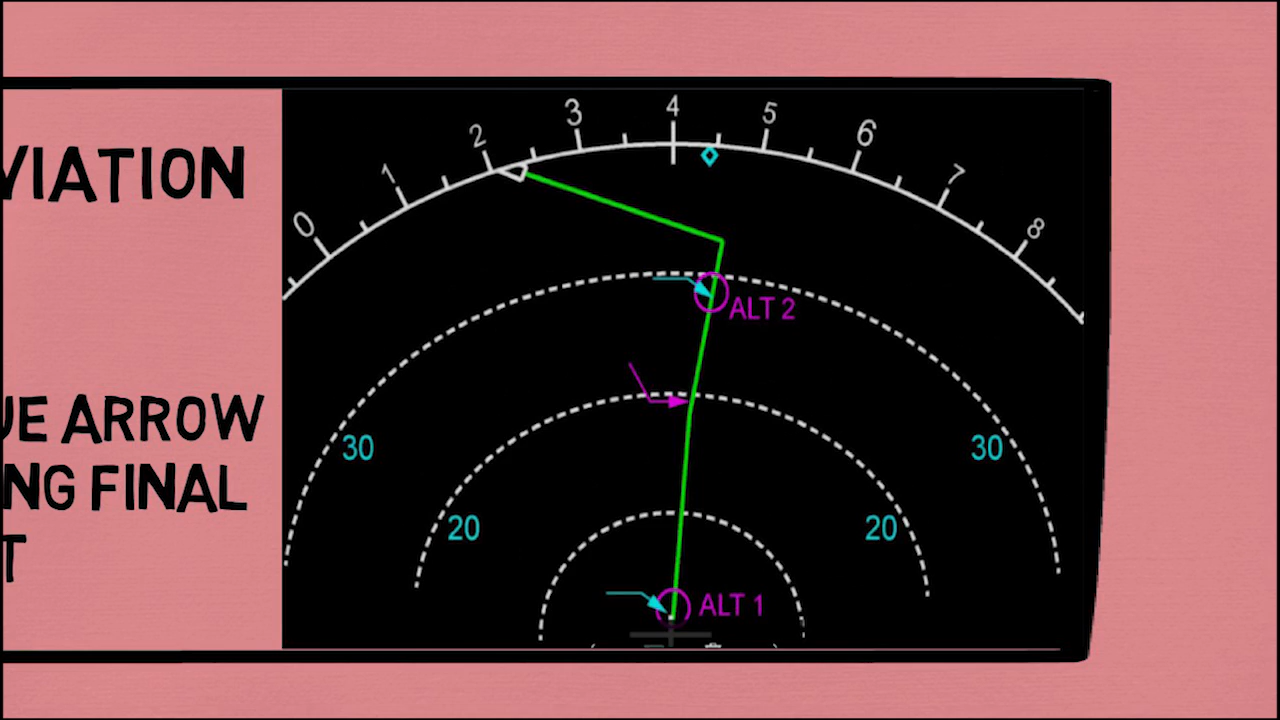 VIATION
UE ARROW
NG FINAL
T
0 1 2 3 4 5 6 7 8
ALT 2
30 30
20 20
ALT 1